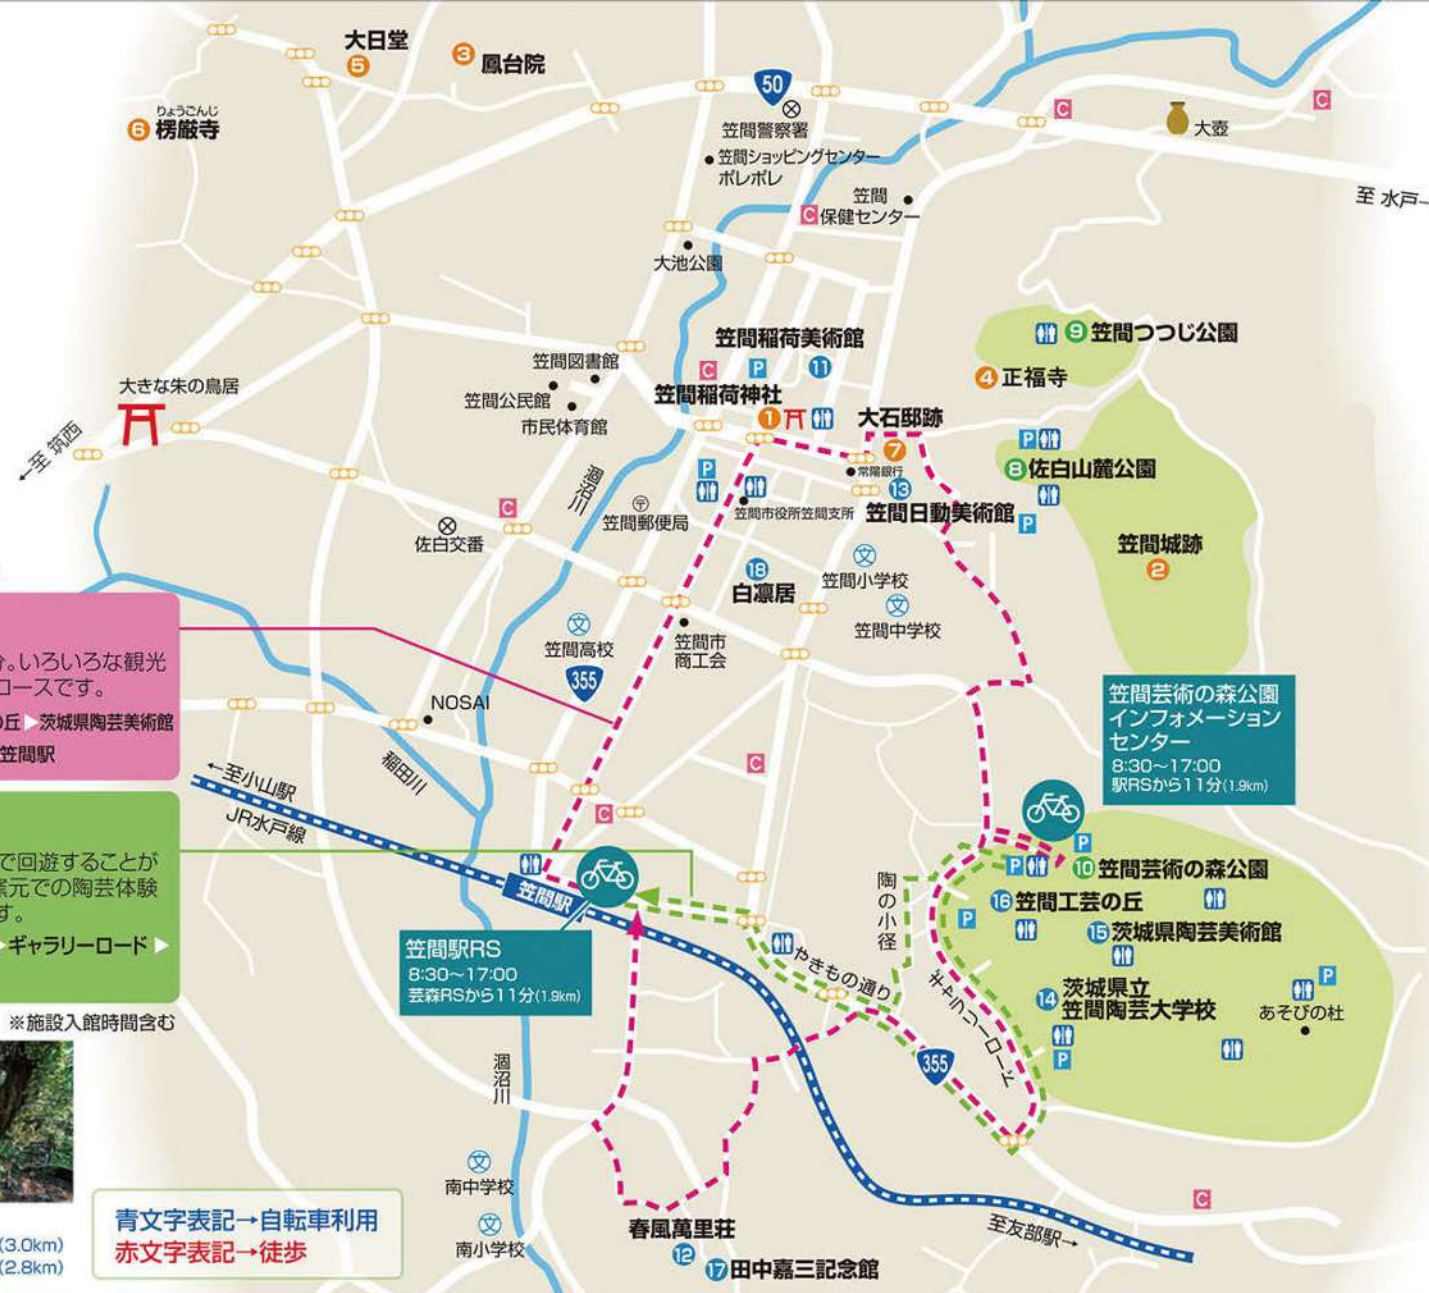 大日堂
5
3
鳳台院
りょうごんじ
6
楞厳寺
50
笠間警察署
笠間ショッピングセンター
ポレポレ
C
C
大壺
至 水戸
笠間
保健センター
C
大池公園
笠間稲荷美術館
C
P
11
笠間稲荷神社
1
9
笠間つつじ公園
4
正福寺
笠間図書館
笠間公民館
市民体育館
大きな朱の鳥居
←至 筑西
大石邸跡
7
常陽銀行
P
8
佐白山麓公園
P
笠間城跡
2
涸沼川
C
佐白交番
〒
笠間郵便局
P
笠間市役所笠間支所
13
笠間日動美術館
18
白凛居
文
笠間小学校
文
笠間中学校
文
笠間高校
355
笠間市
商工会
分。いろいろな観光
コースです。
の丘▶茨城県陶芸美術館
笠間駅
NOSAI
稲田川
←至小山駅
JR水戸線
C
C
笠間芸術の森公園
インフォメーション
センター
8:30〜17:00
駅RSから11分(1.9km)
で回遊することが
窯元での陶芸体験
す。
▶ギャラリーロード▶
※施設入館時間含む
笠間駅
笠間駅RS
8:30〜17:00
芸森RSから11分(1.9km)
やきもの通り
陶の小径
ギャラリーロード
P
P
10
笠間芸術の森公園
16
笠間工芸の丘
P
15
茨城県陶芸美術館
14
茨城県立
笠間陶芸大学校
P
P
あそびの杜
355
涸沼川
文
南中学校
文
南小学校
春風萬里荘
12
17
田中嘉三記念館
至友部駅→
C
青文字表記→自転車利用
赤文字表記→徒歩
(3.0km)
(2.8km)